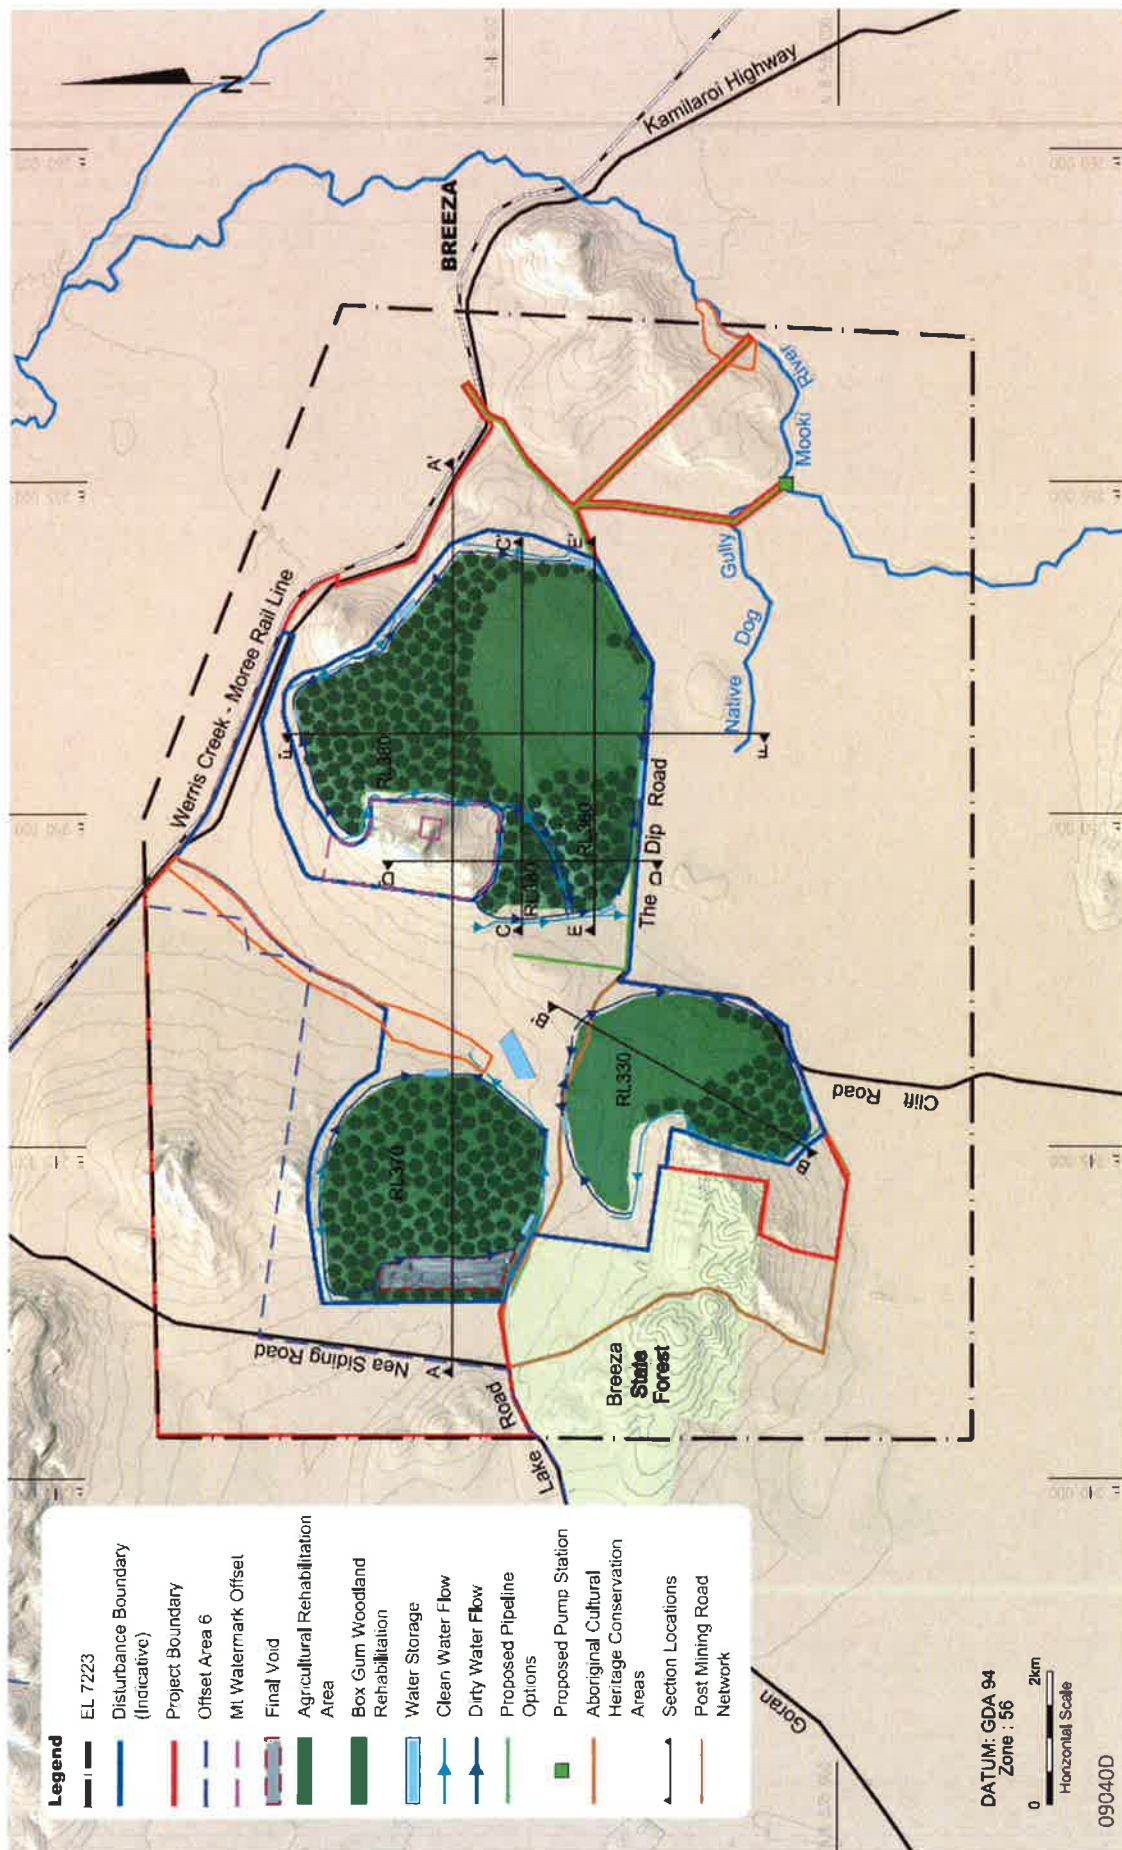 Legend
EL 7223
Disturbance Boundary
(Indicative)
Project Boundary
Offset Area 6
Mt Watermark Offset
Final Void
Agricultural Rehabilitation
Area
Box Gum Woodland
Rehabilitation
Water Storage
Clean Water Flow
Dirty Water Flow
Proposed Pipeline
Options
Proposed Pump Station
Aboriginal Cultural
Heritage Conservation
Areas
Section Locations
Post Mining Road
Network
DATUM: GDA 94
Zone : 56
0 2km
Horizontal Scale
09040D
N
Werris Creek - Moree Rail Line
Kamilaroi Highway
BREEZA
Nea Siding Road
Lake Road
Goran
Breeza
State
Forest
The Dip Road
Clift
Road
Native Dog Gully
Mooki
River
RL370
RL330
RL380
RL380
RL360
A
A'
B
B'
C
C'
D
D
E
E'
F
F